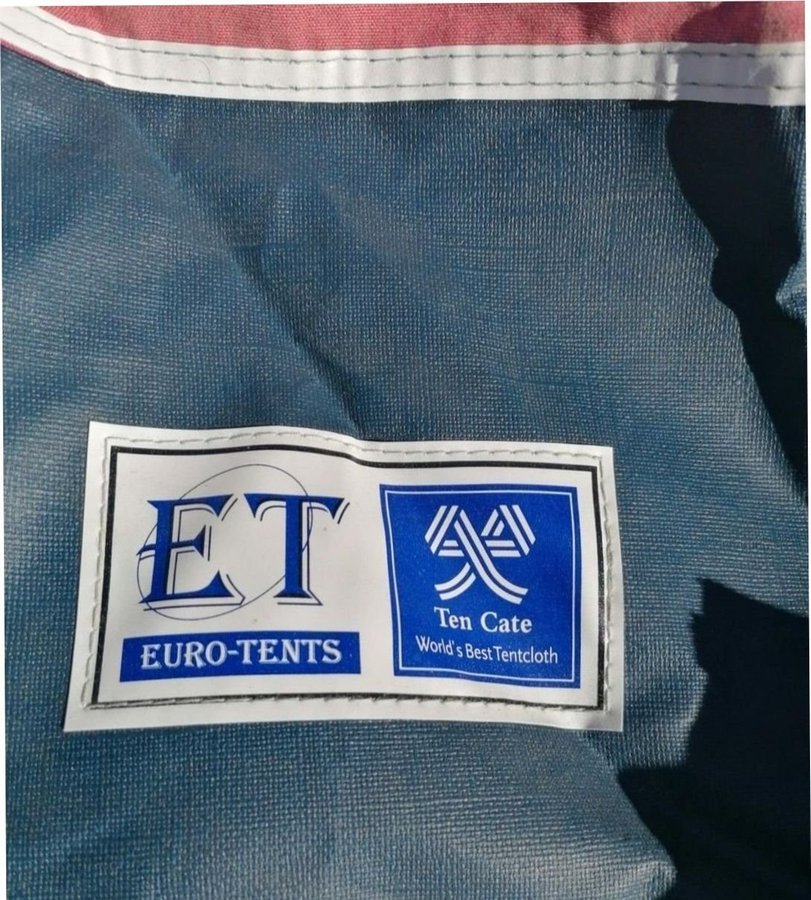 ET
EURO-TENTS
Ten Cate
World's Best Tentcloth